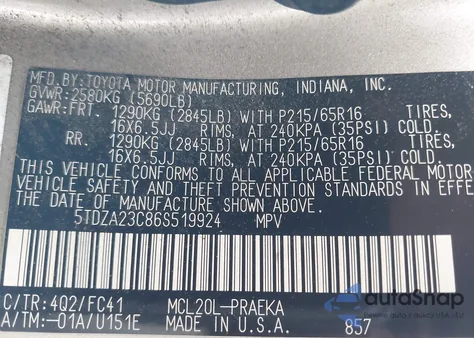 MFD.BY:TOYOTA MOTOR MANUFACTURING, INDIANA, INC.
GVWR:2580KG (5690LB)
GAWR:FRT. 1290KG (2845LB) WITH P215/65R16 TIRES,
16X6.5JJ RIMS, AT 240KPA (35PSI) COLD.
RR. 1290KG (2845LB) WITH P215/65R16 TIRES,
16X6.5JJ RIMS, AT 240KPA (35PSI) COLD.
THIS VEHICLE CONFORMS TO ALL APPLICABLE FEDERAL MOTOR
VEHICLE SAFETY AND THEFT PREVENTION STANDARDS IN EFFE
THE DATE OF MANUFACTURE SHOWN ABOVE.
5TDZA23C86S519924 MPV
C/TR:4Q2/FC41 MCL20L-PRAEKA
A/TM:-01A/U151E MADE IN U.S.A. 857
autoSnap